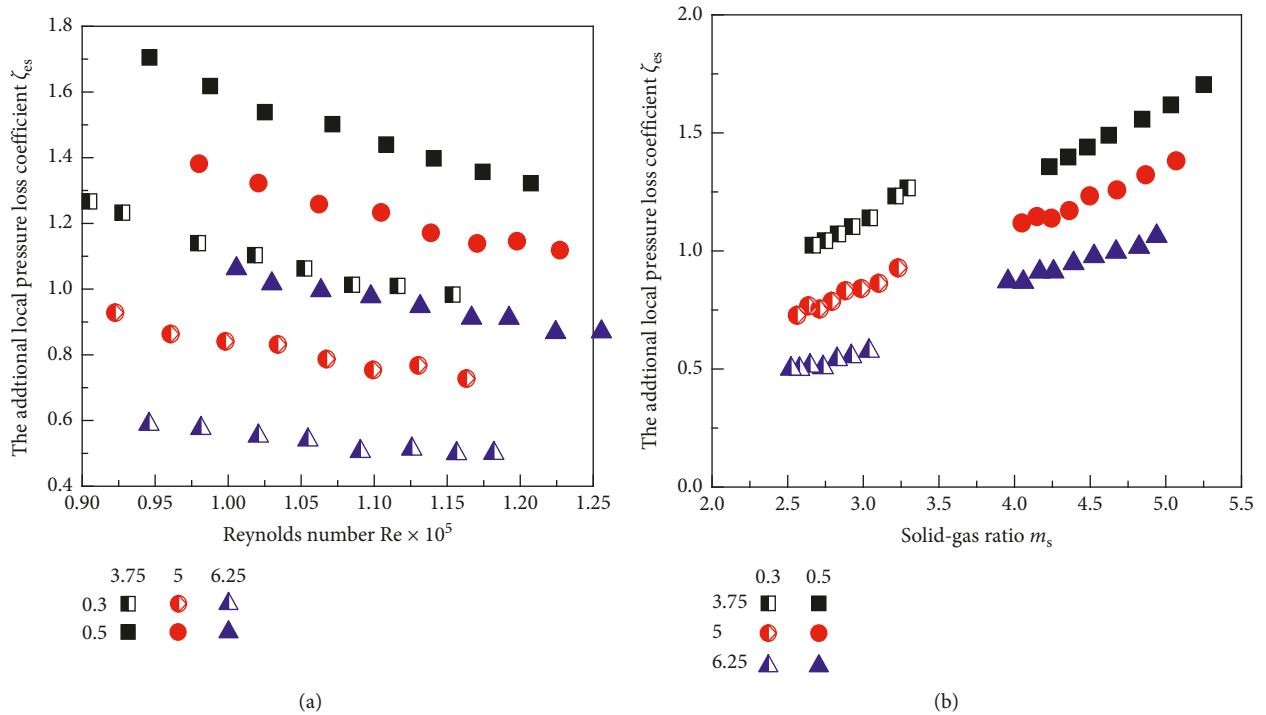 The addtional local pressure loss coefficient ζes
1.8
1.6
1.4
1.2
1.0
0.8
0.6
0.4
0.90 0.95 1.00 1.05 1.10 1.15 1.20 1.25
Reynolds number Re × 10⁵
3.75 5 6.25
0.3
0.5
(a)
The addtional local pressure loss coefficient ζes
2.0
1.5
1.0
0.5
0.0
2.0 2.5 3.0 3.5 4.0 4.5 5.0 5.5
Solid-gas ratio ms
0.3 0.5
3.75
5
6.25
(b)